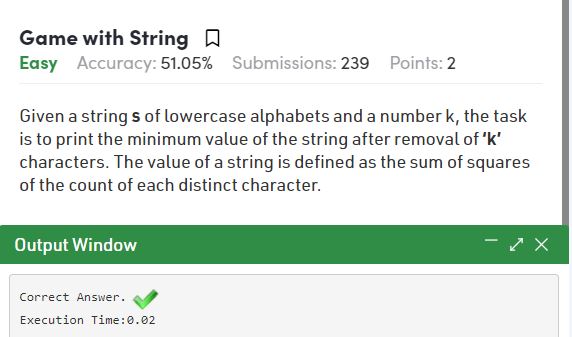 Game with String
Easy Accuracy: 51.05% Submissions: 239 Points: 2
Given a string s of lowercase alphabets and a number k, the task
is to print the minimum value of the string after removal of ‘k’
characters. The value of a string is defined as the sum of squares
of the count of each distinct character.
Output Window
Correct Answer.
Execution Time:0.02